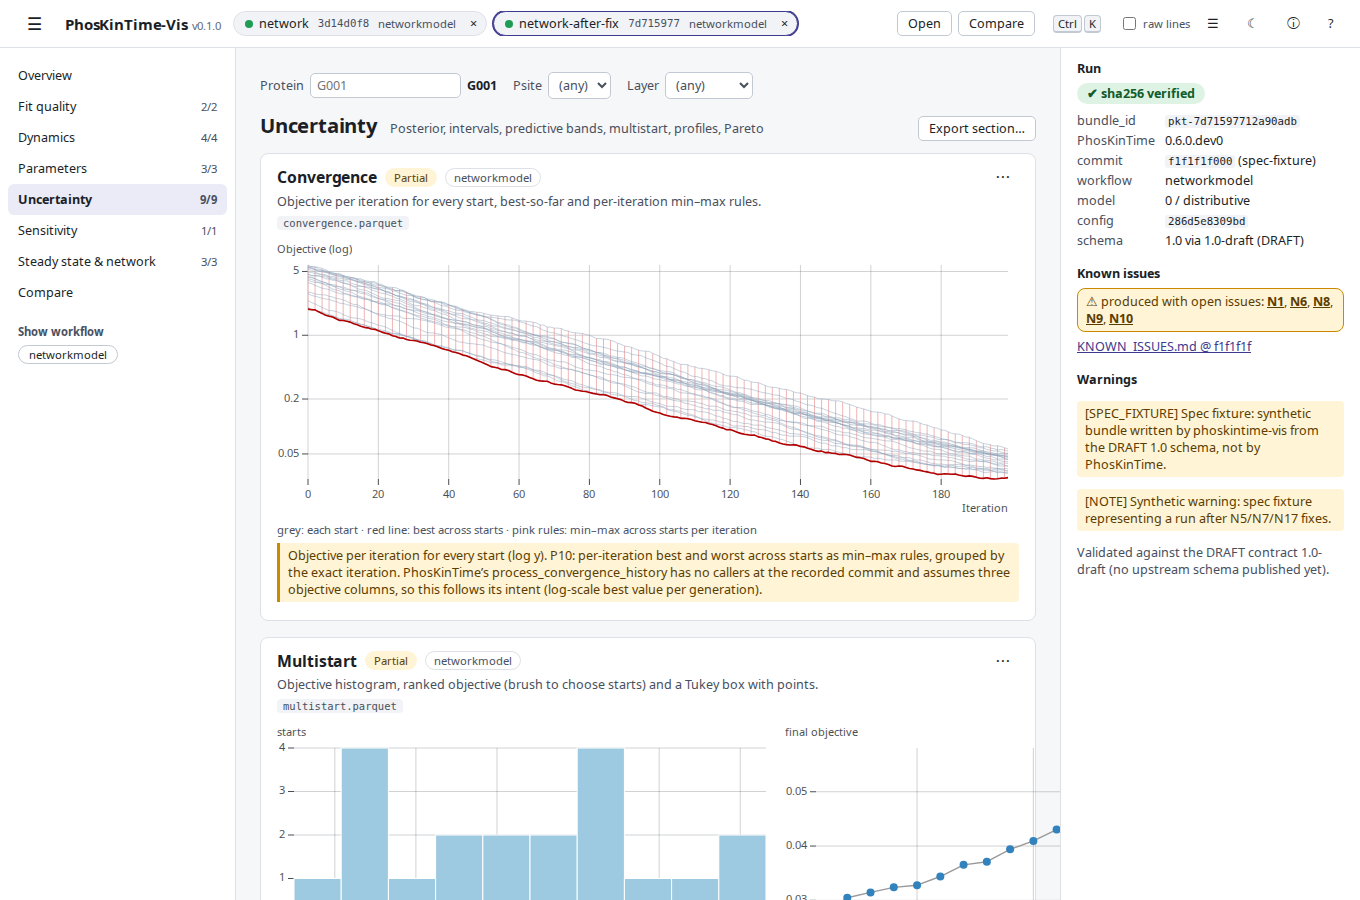 ☰ PhosKinTime-Vis v0.1.0 network 3d14d0f8 networkmodel × network-after-fix 7d715977 networkmodel × Open Compare Ctrl K raw lines ☰ ☾ ⓘ ?
Overview
Fit quality 2/2
Dynamics 4/4
Parameters 3/3
Uncertainty 9/9
Sensitivity 1/1
Steady state & network 3/3
Compare
Show workflow
networkmodel
Protein G001 G001 Psite (any) Layer (any)
Uncertainty Posterior, intervals, predictive bands, multistart, profiles, Pareto Export section...
Convergence Partial networkmodel ...
Objective per iteration for every start, best-so-far and per-iteration min–max rules.
convergence.parquet
Objective (log)
5
1
0.2
0.05
0 20 40 60 80 100 120 140 160 180
Iteration
grey: each start · red line: best across starts · pink rules: min–max across starts per iteration
Objective per iteration for every start (log y). P10: per-iteration best and worst across starts as min–max rules, grouped by
the exact iteration. PhosKinTime's process_convergence_history has no callers at the recorded commit and assumes three
objective columns, so this follows its intent (log-scale best value per generation).
Multistart Partial networkmodel ...
Objective histogram, ranked objective (brush to choose starts) and a Tukey box with points.
multistart.parquet
starts
4
3
2
1
final objective
0.05
0.04
0.03
Run
✔ sha256 verified
bundle_id pkt-7d71597712a90adb
PhosKinTime 0.6.0.dev0
commit f1f1f1f000 (spec-fixture)
workflow networkmodel
model 0 / distributive
config 286d5e8309bd
schema 1.0 via 1.0-draft (DRAFT)
Known issues
⚠ produced with open issues: N1, N6, N8,
N9, N10
KNOWN_ISSUES.md @ f1f1f1f
Warnings
[SPEC_FIXTURE] Spec fixture: synthetic
bundle written by phoskintime-vis from
the DRAFT 1.0 schema, not by
PhosKinTime.
[NOTE] Synthetic warning: spec fixture
representing a run after N5/N7/N17 fixes.
Validated against the DRAFT contract 1.0-
draft (no upstream schema published yet).